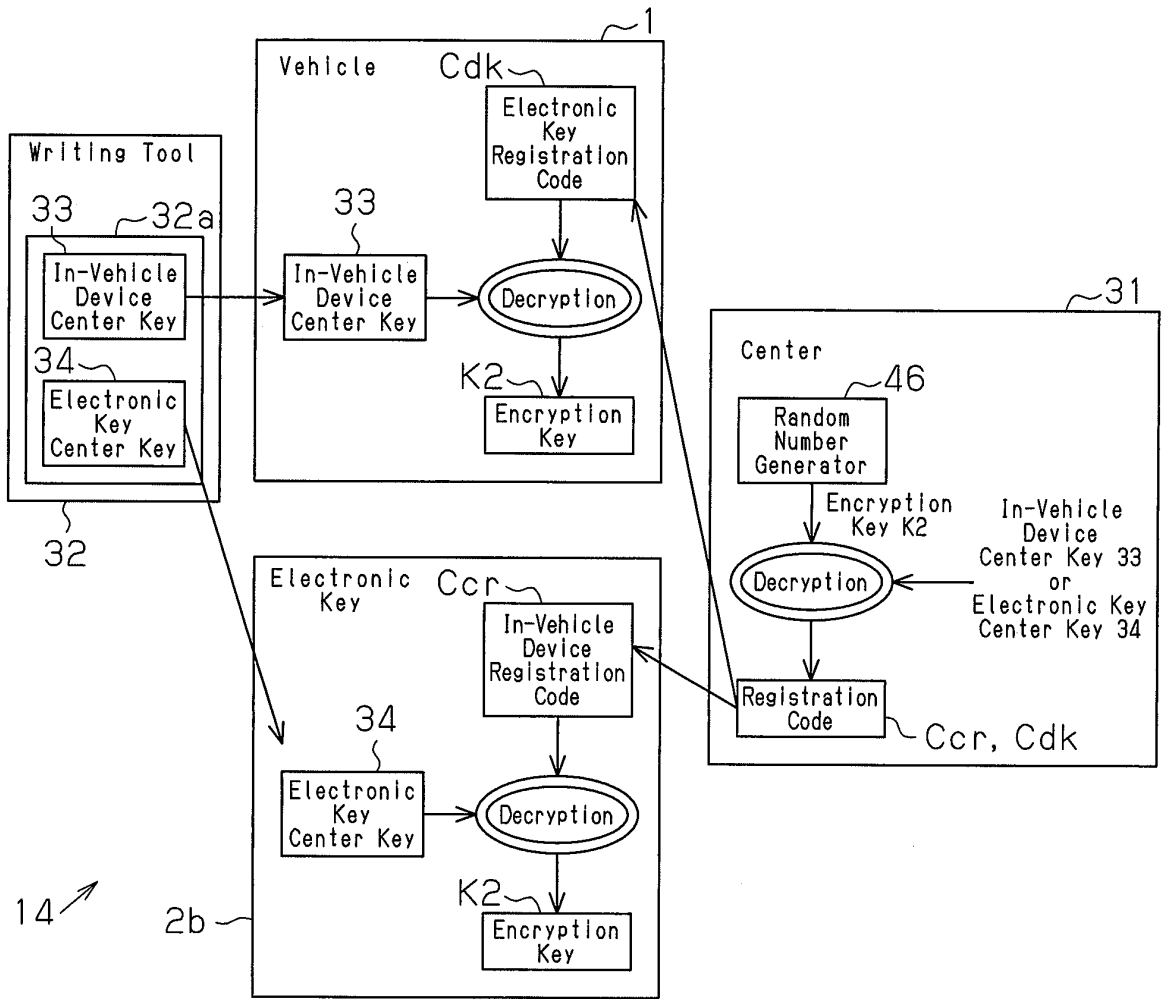 1
Vehicle
Cdk
Electronic
Key
Registration
Code
33
In-Vehicle
Device
Center Key
Decryption
K2
Encryption
Key
Writing Tool
33
32a
In-Vehicle
Device
Center Key
34
Electronic
Key
Center Key
32
31
Center
46
Random
Number
Generator
Encryption
Key K2
Decryption
In-Vehicle
Device
Center Key 33
or
Electronic Key
Center Key 34
Registration
Code
Ccr, Cdk
Electronic
Key
Ccr
In-Vehicle
Device
Registration
Code
34
Electronic
Key
Center Key
Decryption
K2
Encryption
Key
2b
14